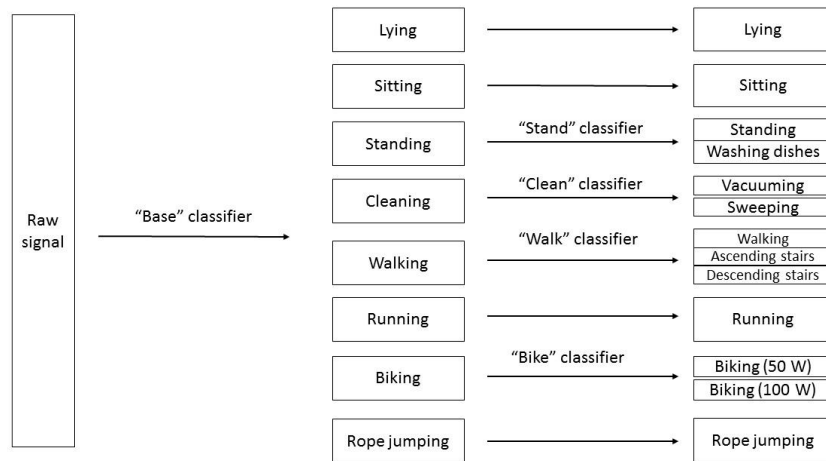 Raw
signal
“Base” classifier
Lying
Lying
Sitting
Sitting
Standing
“Stand” classifier
Standing
Washing dishes
Cleaning
“Clean” classifier
Vacuuming
Sweeping
Walking
“Walk” classifier
Walking
Ascending stairs
Descending stairs
Running
Running
Biking
“Bike” classifier
Biking (50 W)
Biking (100 W)
Rope jumping
Rope jumping